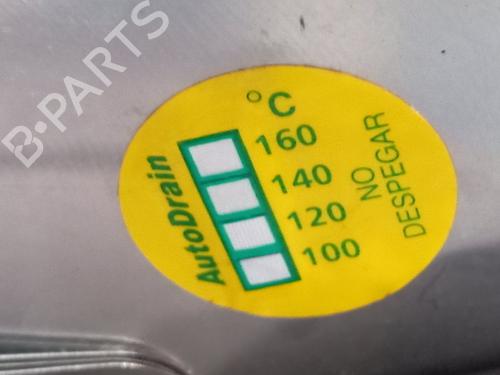 B-PARTS
°C
160
140
120
100
AutoDrain
NO
DESPEGAR